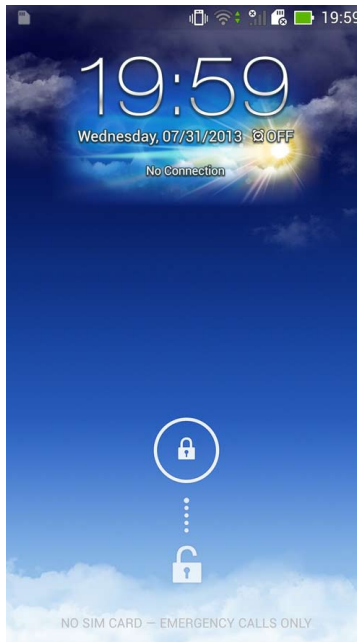 19:59
19:59
Wednesday, 07/31/2013 OFF
No Connection
NO SIM CARD — EMERGENCY CALLS ONLY